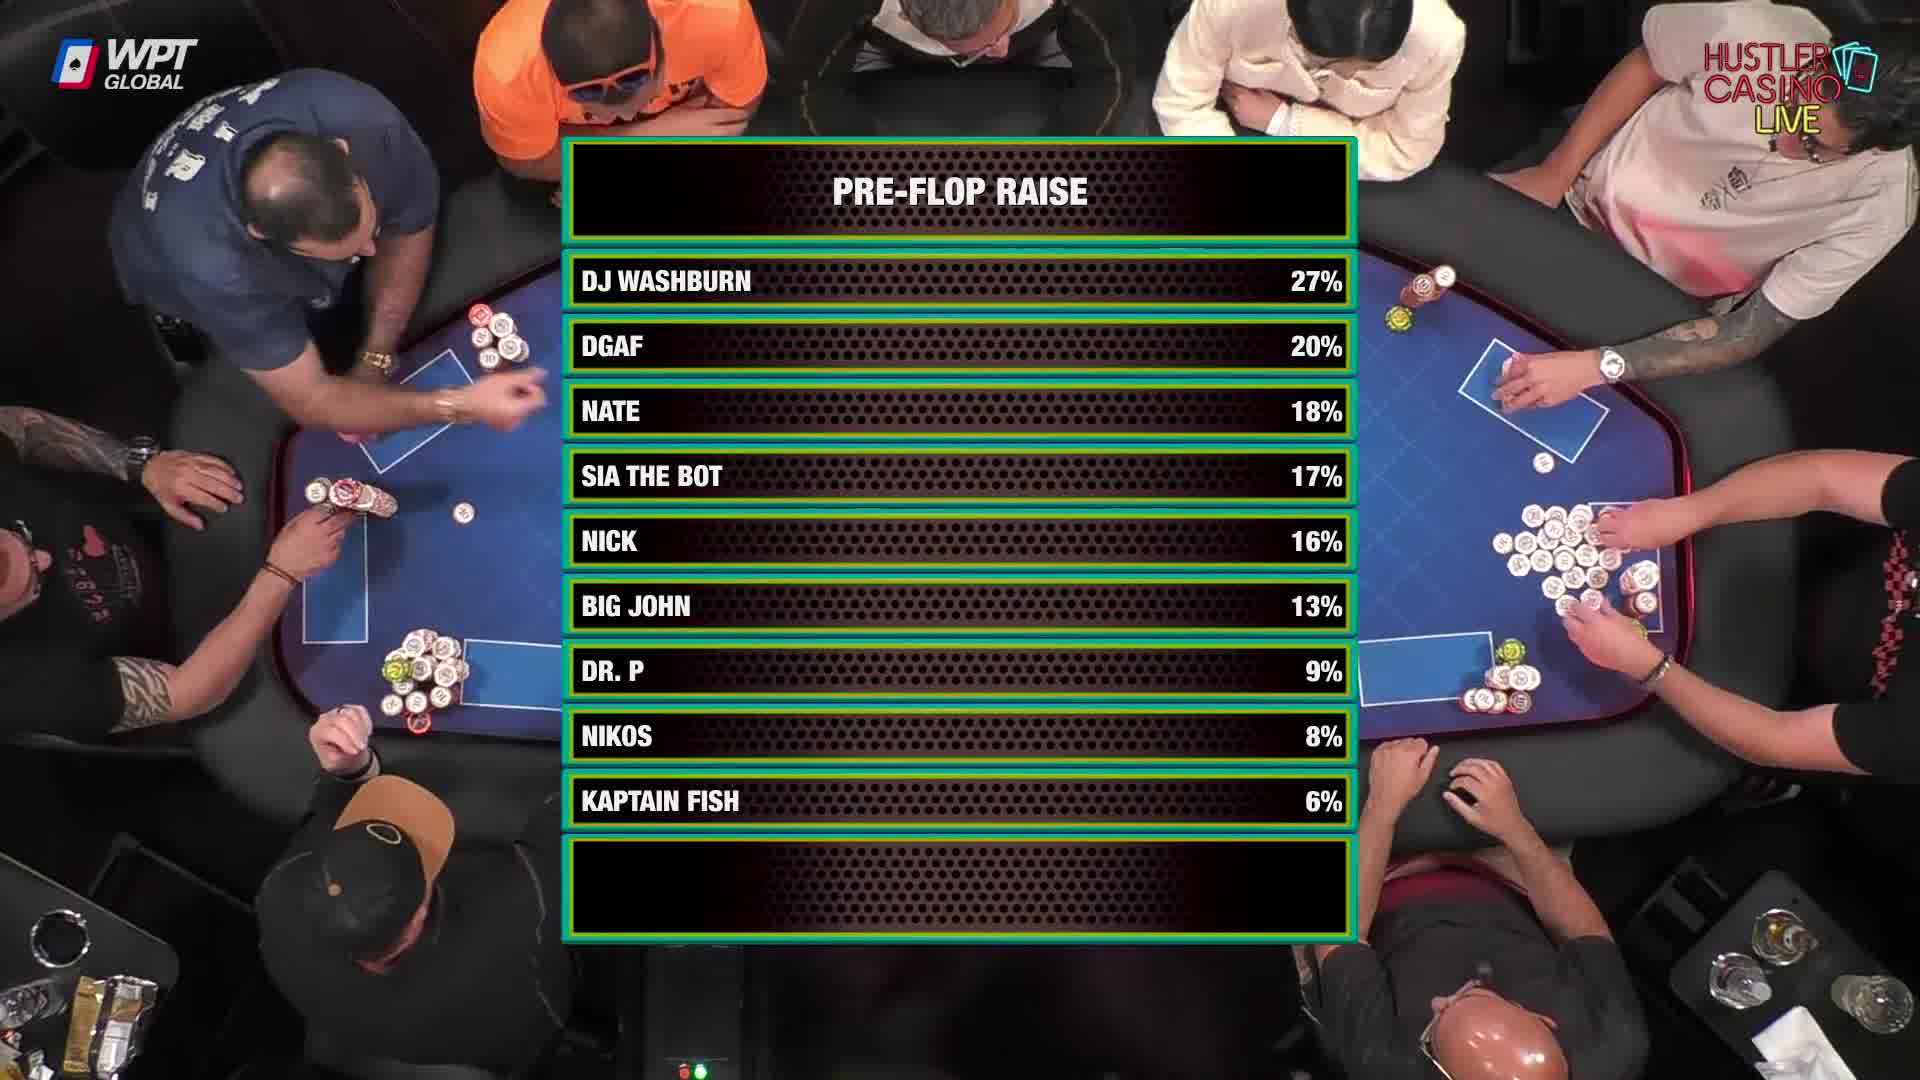 WPT
GLOBAL
HUSTLER
CASINO
LIVE
PRE-FLOP RAISE
DJ WASHBURN 27%
DGAF 20%
NATE 18%
SIA THE BOT 17%
NICK 16%
BIG JOHN 13%
DR. P 9%
NIKOS 8%
KAPTAIN FISH 6%